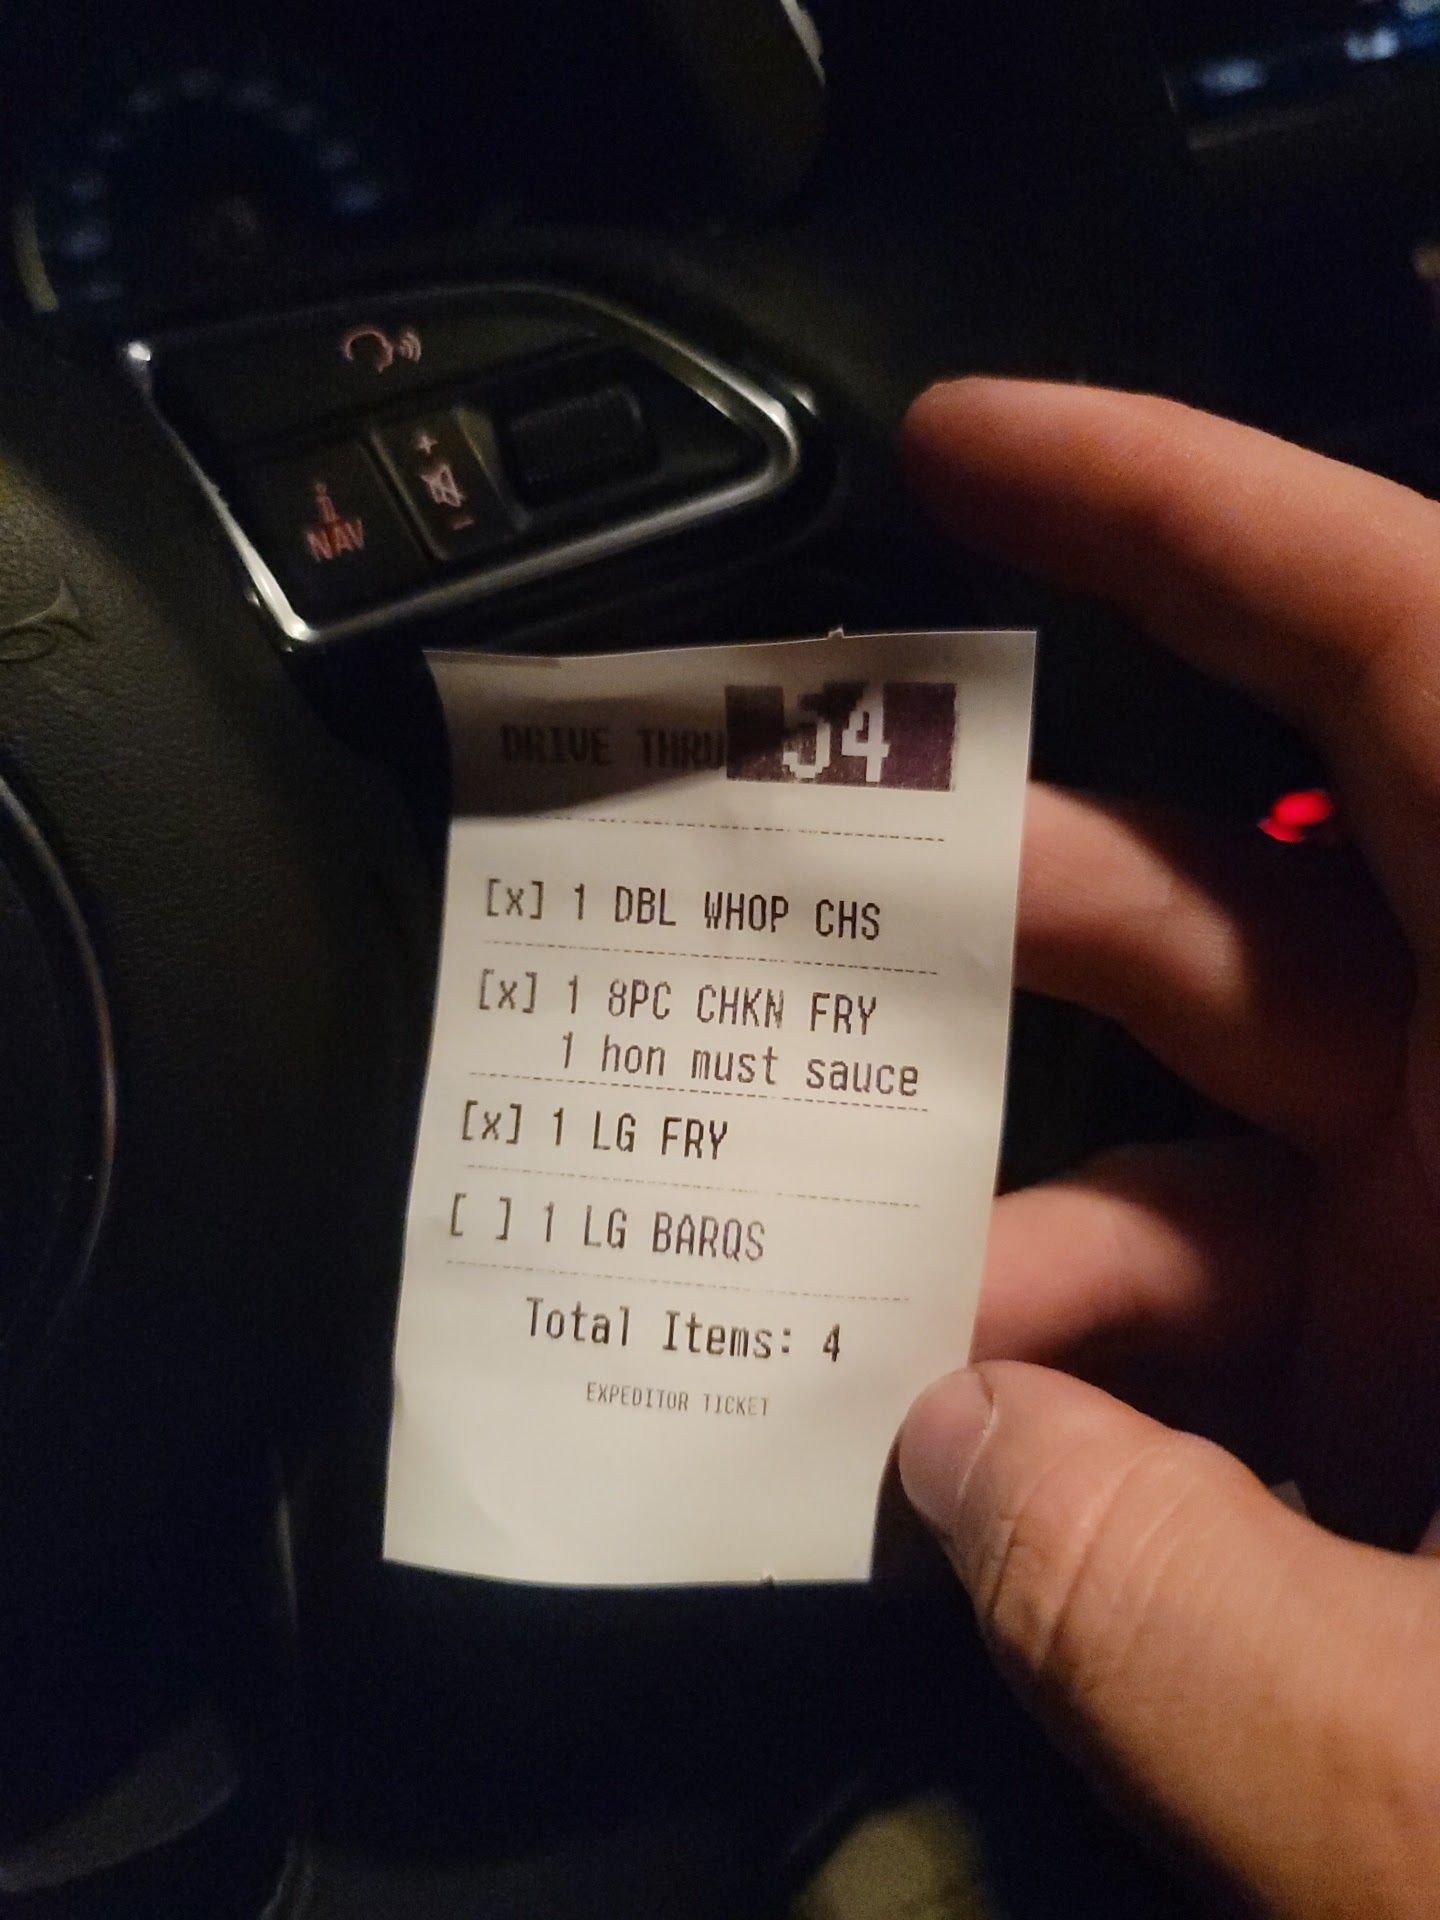 NAV
DRIVE THRU 54
[x] 1 DBL WHOP CHS
[x] 1 8PC CHKN FRY
1 hon must sauce
[x] 1 LG FRY
[ ] 1 LG BARQS
Total Items: 4
EXPEDITOR TICKET